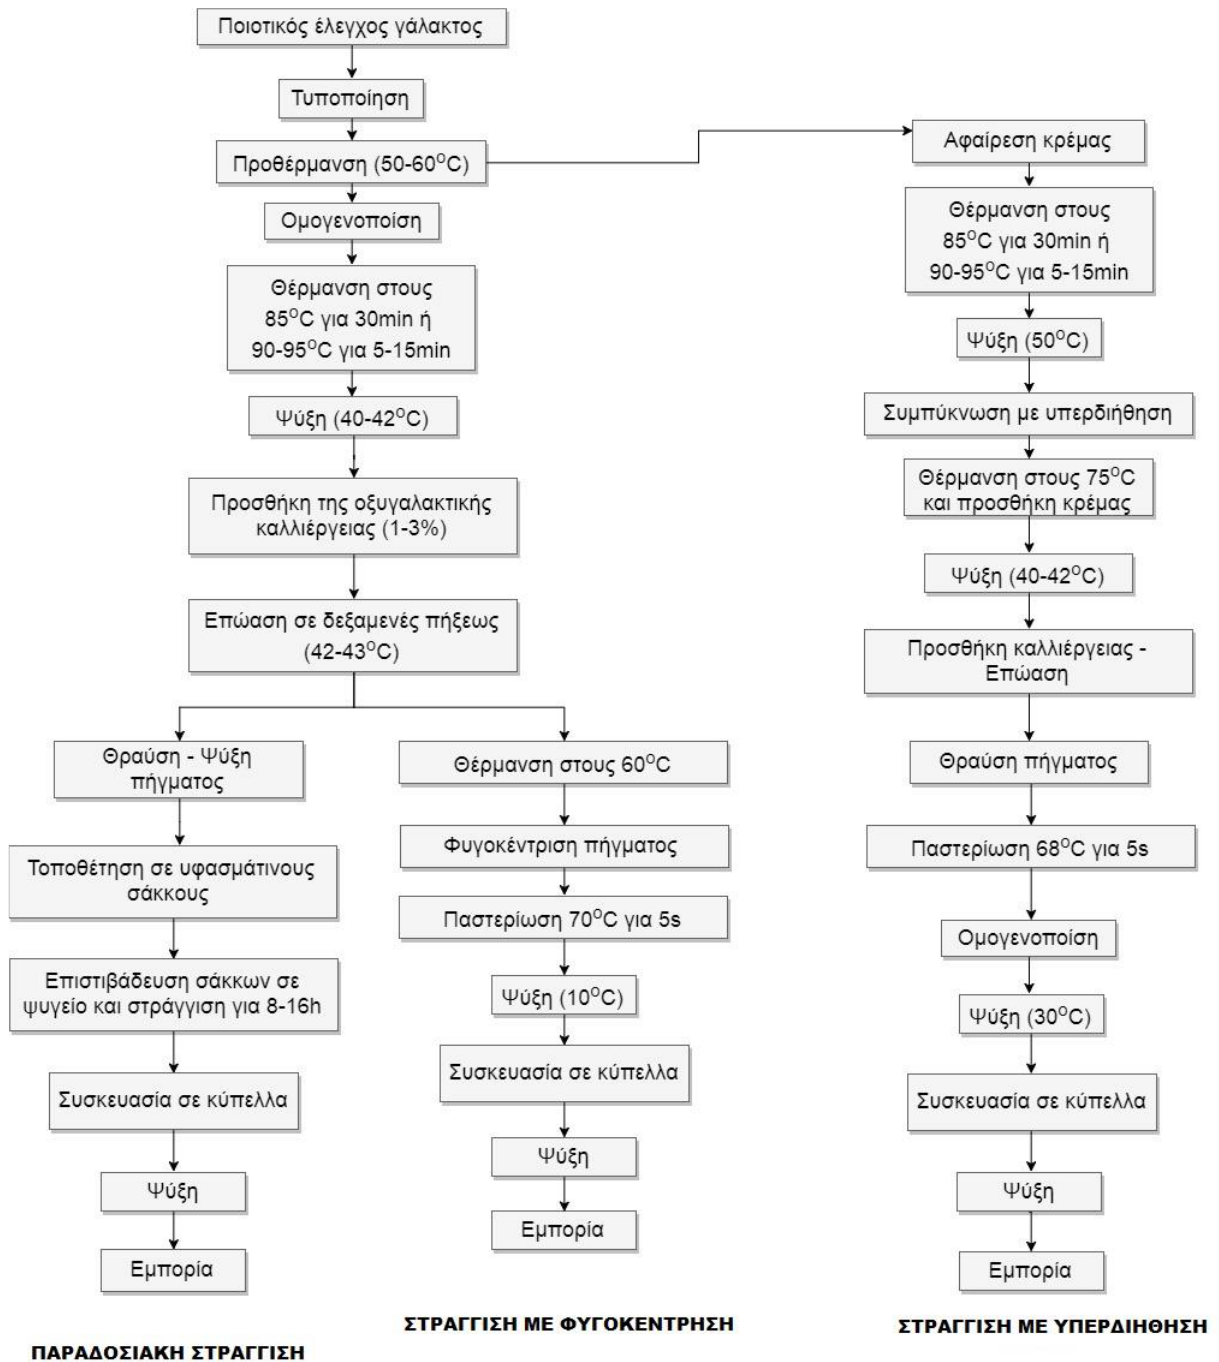 Ποιοτικός έλεγχος γάλακτος
Τυποποίηση
Προθέρμανση (50-60°C)
Ομογενοποίση
Θέρμανση στους
85°C για 30min ή
90-95°C για 5-15min
Ψύξη (40-42°C)
Προσθήκη της οξυγαλακτικής
καλλιέργειας (1-3%)
Επώαση σε δεξαμενές πήξεως
(42-43°C)
Θραύση - Ψύξη
πήγματος
Τοποθέτηση σε υφασμάτινους
σάκκους
Επιστιβάδευση σάκκων σε
ψυγείο και στράγγιση για 8-16h
Συσκευασία σε κύπελλα
Ψύξη
Εμπορία
ΠΑΡΑΔΟΣΙΑΚΗ ΣΤΡΑΓΓΙΣΗ
Θέρμανση στους 60°C
Φυγοκέντριση πήγματος
Παστερίωση 70°C για 5s
Ψύξη (10°C)
Συσκευασία σε κύπελλα
Ψύξη
Εμπορία
ΣΤΡΑΓΓΙΣΗ ΜΕ ΦΥΓΟΚΕΝΤΡΗΣΗ
Αφαίρεση κρέμας
Θέρμανση στους
85°C για 30min ή
90-95°C για 5-15min
Ψύξη (50°C)
Συμπύκνωση με υπερδιήθηση
Θέρμανση στους 75°C
και προσθήκη κρέμας
Ψύξη (40-42°C)
Προσθήκη καλλιέργειας -
Επώαση
Θραύση πήγματος
Παστερίωση 68°C για 5s
Ομογενοποίση
Ψύξη (30°C)
Συσκευασία σε κύπελλα
Ψύξη
Εμπορία
ΣΤΡΑΓΓΙΣΗ ΜΕ ΥΠΕΡΔΙΗΘΗΣΗ